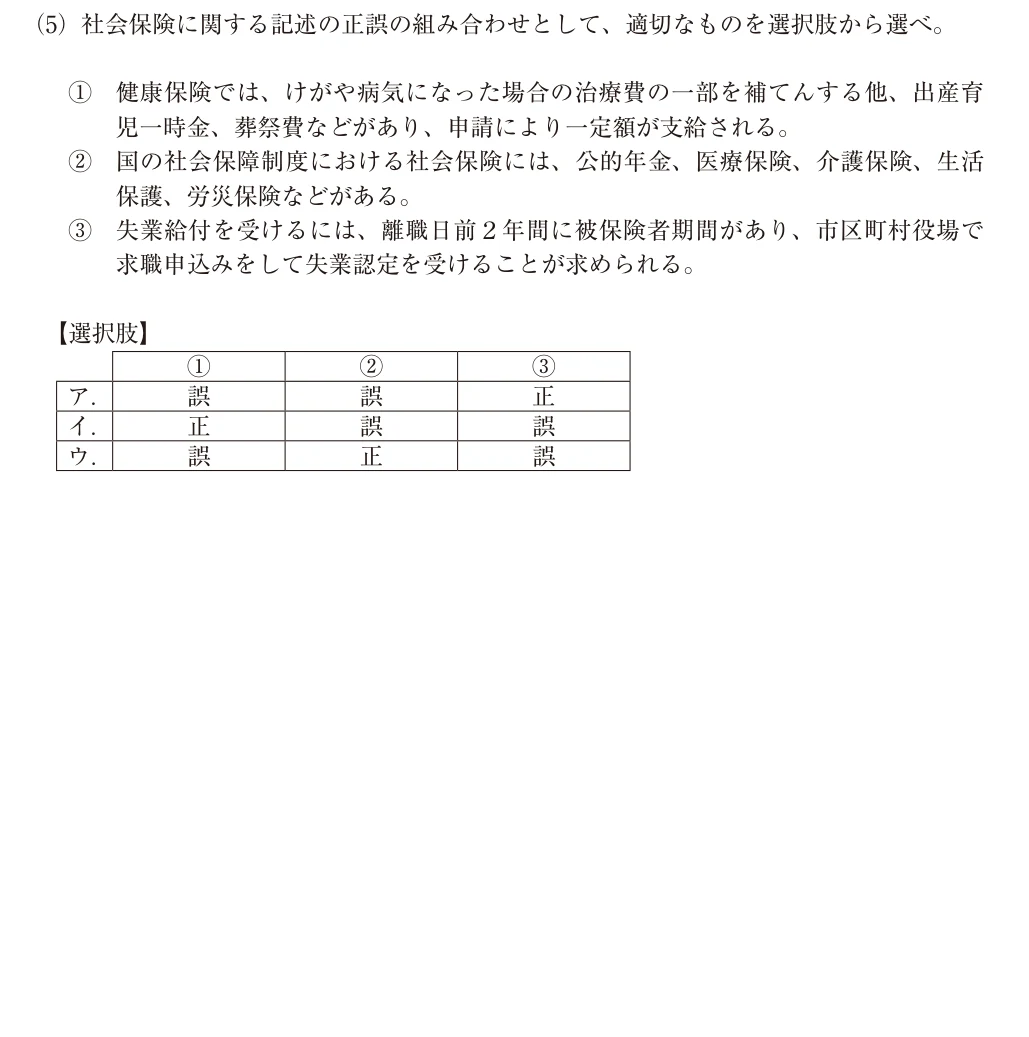 (5) 社会保険に関する記述の正誤の組み合わせとして、適切なものを選択肢から選べ。
① 健康保険では、けがや病気になった場合の治療費の一部を補てんする他、出産育
児一時金、葬祭費などがあり、申請により一定額が支給される。
② 国の社会保障制度における社会保険には、公的年金、医療保険、介護保険、生活
保護、労災保険などがある。
③ 失業給付を受けるには、離職日前２年間に被保険者期間があり、市区町村役場で
求職申込みをして失業認定を受けることが求められる。
【選択肢】
① ② ③
ア. 誤 誤 正
イ. 正 誤 誤
ウ. 誤 正 誤